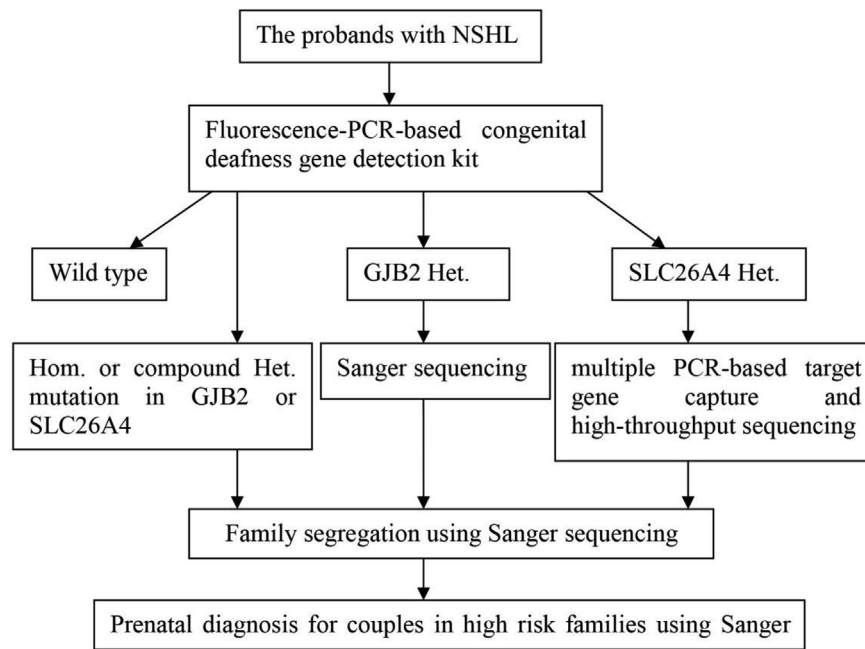 The probands with NSHL
Fluorescence-PCR-based congenital
deafness gene detection kit
Wild type
GJB2 Het.
SLC26A4 Het.
Hom. or compound Het.
mutation in GJB2 or
SLC26A4
Sanger sequencing
multiple PCR-based target
gene capture and
high-throughput sequencing
Family segregation using Sanger sequencing
Prenatal diagnosis for couples in high risk families using Sanger